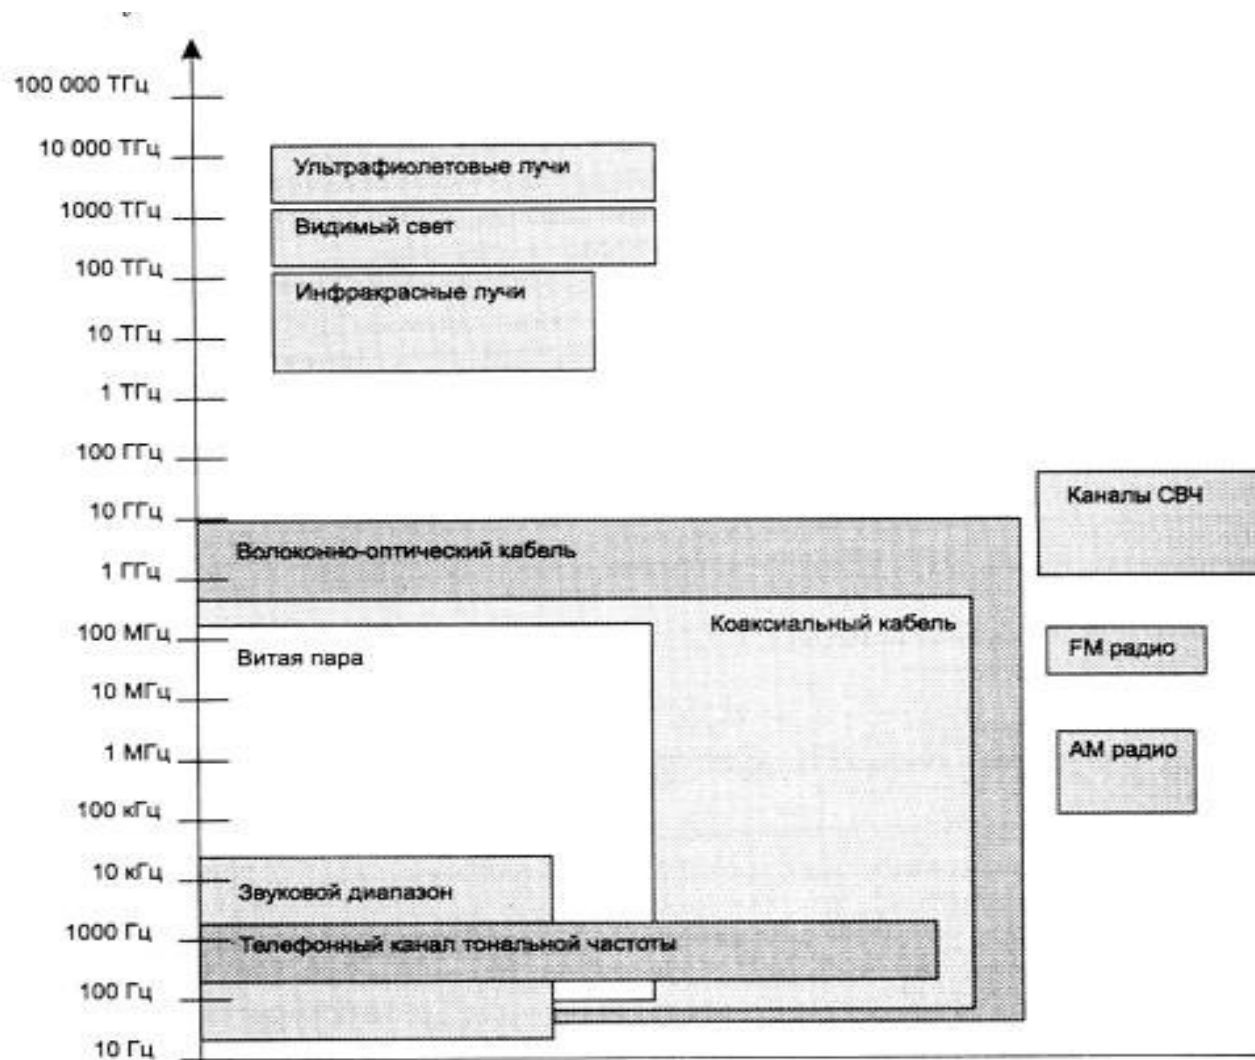 100 000 ТГц
10 000 ТГц
Ультрафиолетовые лучи
1000 ТГц
Видимый свет
100 ТГц
Инфракрасные лучи
10 ТГц
1 ТГц
100 ГГц
Каналы СВЧ
10 ГГц
Волоконно-оптический кабель
1 ГГц
Коаксиальный кабель
100 МГц
FM радио
Витая пара
10 МГц
1 МГц
AM радио
100 кГц
10 кГц
Звуковой диапазон
1000 Гц
Телефонный канал тональной частоты
100 Гц
10 Гц